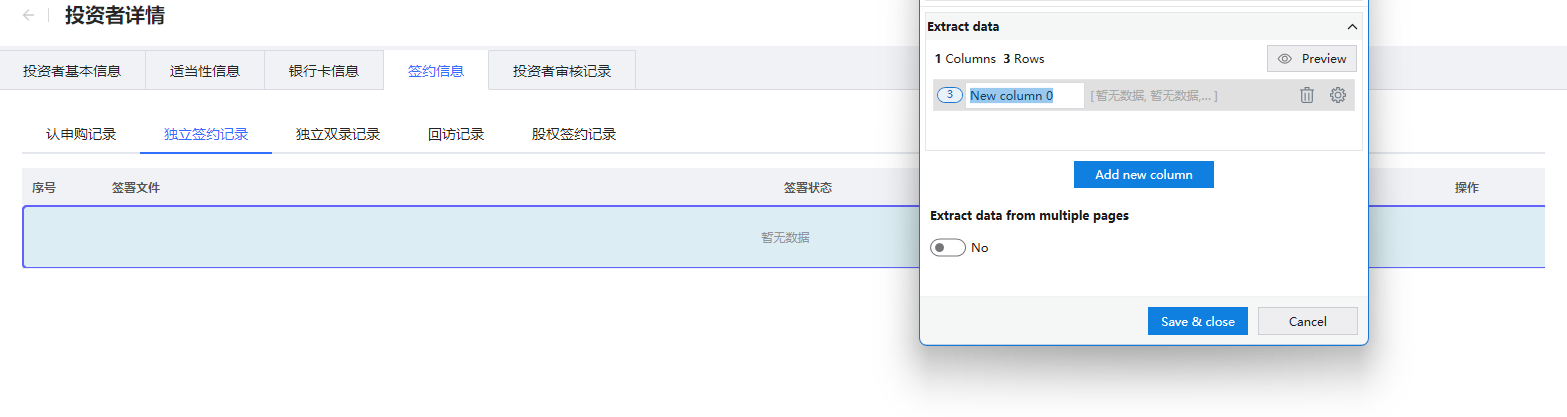 投资者详情
投资者基本信息
适当性信息
银行卡信息
签约信息
投资者审核记录
认申购记录
独立签约记录
独立双录记录
回访记录
股权签约记录
序号
签署文件
签署状态
操作
暂无数据
Extract data
1 Columns 3 Rows
Preview
3
New column 0
[ 暂无数据, 暂无数据,... ]
Add new column
Extract data from multiple pages
No
Save & close
Cancel